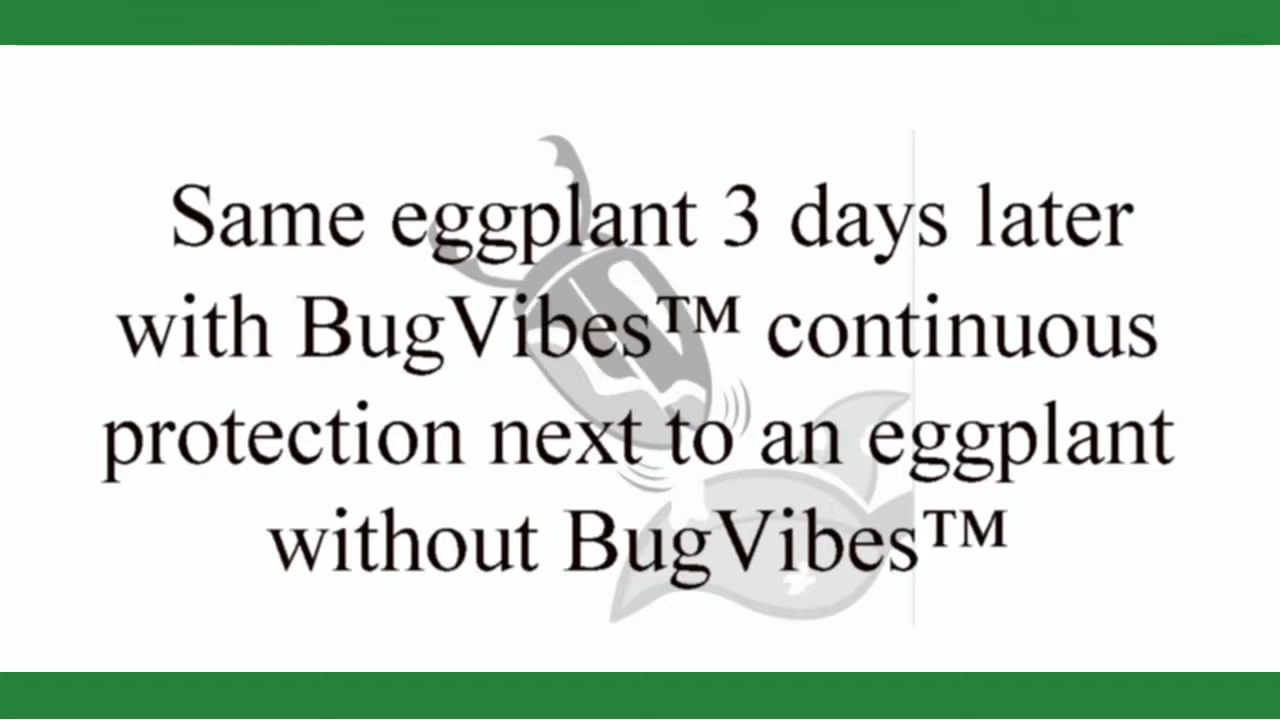 Same eggplant 3 days later
with BugVibes™ continuous
protection next to an eggplant
without BugVibes™